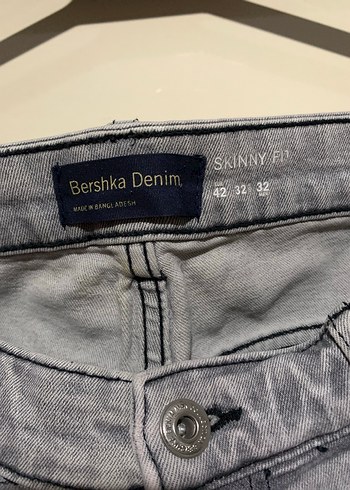 Bershka Denim
MADE IN BANGLADESH
SKINNY FIT
42 32 32